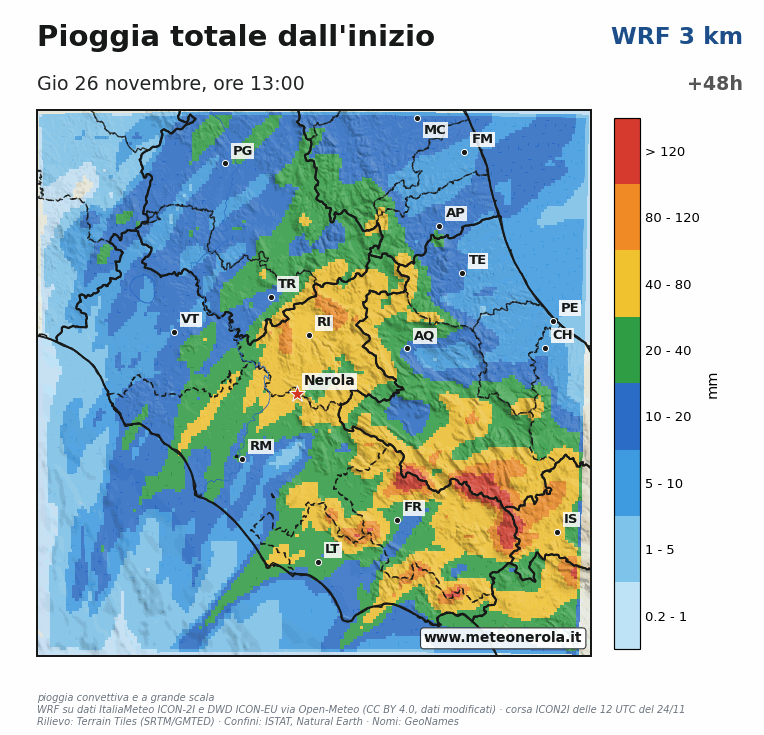 Pioggia totale dall'inizio
WRF 3 km
Gio 26 novembre, ore 13:00
+48h
MC
FM
PG
AP
TE
TR
PE
VT
RI
AQ
CH
Nerola
RM
FR
IS
LT
www.meteonerola.it
> 120
80 - 120
40 - 80
20 - 40
10 - 20
5 - 10
1 - 5
0.2 - 1
mm
pioggia convettiva e a grande scala
WRF su dati ItaliaMeteo ICON-2I e DWD ICON-EU via Open-Meteo (CC BY 4.0, dati modificati) · corsa ICON2I delle 12 UTC del 24/11
Rilievo: Terrain Tiles (SRTM/GMTED) · Confini: ISTAT, Natural Earth · Nomi: GeoNames